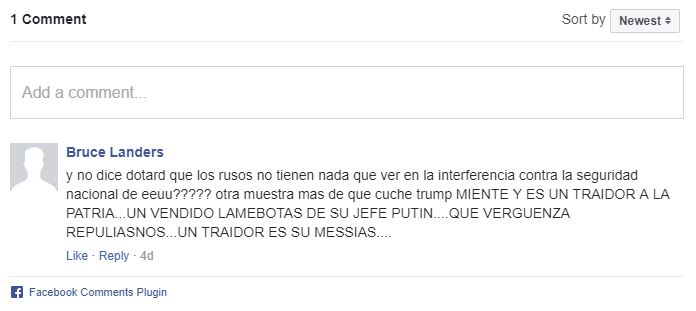 1 Comment
Sort by Newest
Add a comment...
Bruce Landers
y no dice dotard que los rusos no tienen nada que ver en la interferencia contra la seguridad
nacional de eeuu????? otra muestra mas de que cuche trump MIENTE Y ES UN TRAIDOR A LA
PATRIA...UN VENDIDO LAMEBOTAS DE SU JEFE PUTIN....QUE VERGUENZA
REPULIASNOS...UN TRAIDOR ES SU MESSIAS....
Like · Reply · 4d
Facebook Comments Plugin